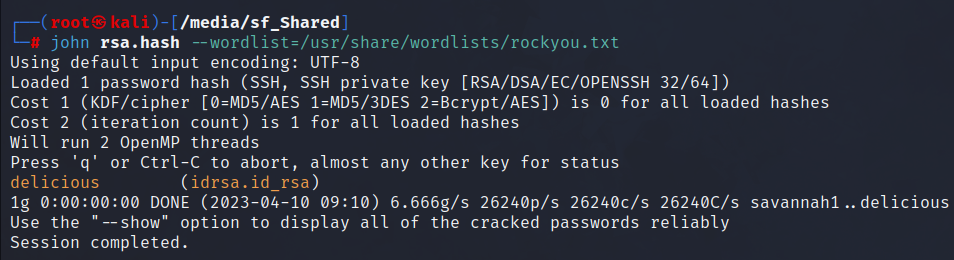 ┌──(root㉿kali)-[/media/sf_Shared]
└─# john rsa.hash --wordlist=/usr/share/wordlists/rockyou.txt
Using default input encoding: UTF-8
Loaded 1 password hash (SSH, SSH private key [RSA/DSA/EC/OPENSSH 32/64])
Cost 1 (KDF/cipher [0=MD5/AES 1=MD5/3DES 2=Bcrypt/AES]) is 0 for all loaded hashes
Cost 2 (iteration count) is 1 for all loaded hashes
Will run 2 OpenMP threads
Press 'q' or Ctrl-C to abort, almost any other key for status
delicious        (idrsa.id_rsa)
1g 0:00:00:00 DONE (2023-04-10 09:10) 6.666g/s 26240p/s 26240c/s 26240C/s savannah1..delicious
Use the "--show" option to display all of the cracked passwords reliably
Session completed.